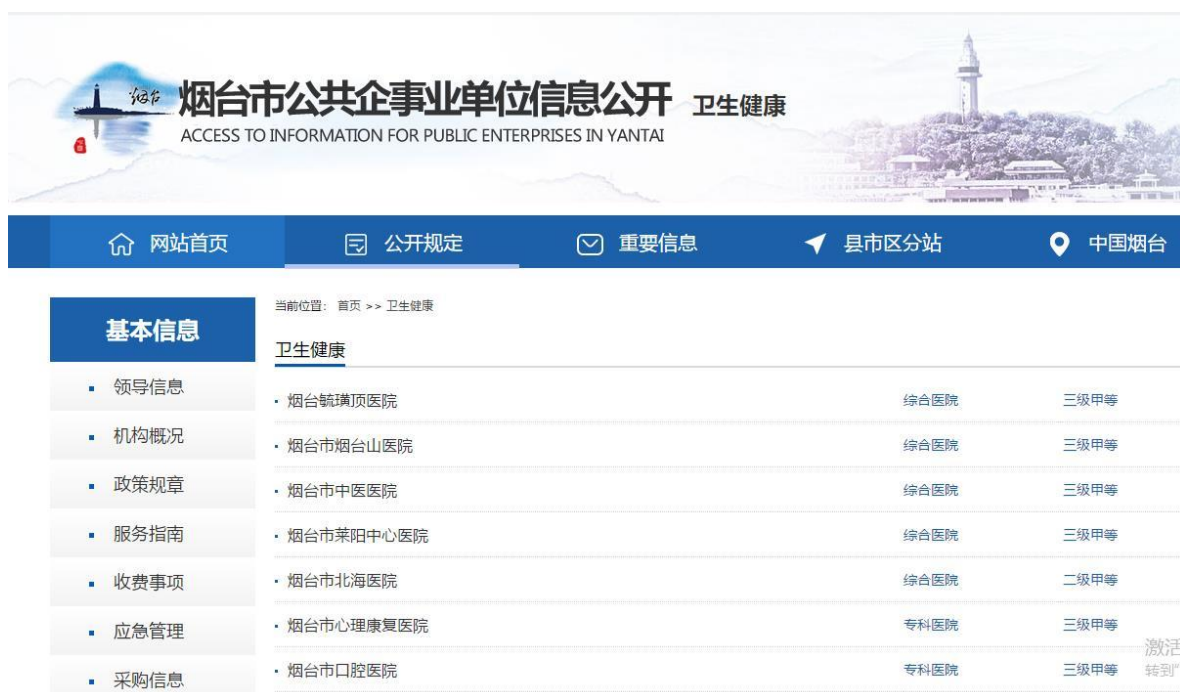 烟台
烟台市公共企事业单位信息公开 卫生健康
ACCESS TO INFORMATION FOR PUBLIC ENTERPRISES IN YANTAI
网站首页 公开规定 重要信息 县市区分站 中国烟台
基本信息
领导信息
机构概况
政策规章
服务指南
收费事项
应急管理
采购信息
当前位置： 首页 >> 卫生健康
卫生健康
烟台毓璜顶医院 综合医院 三级甲等
烟台市烟台山医院 综合医院 三级甲等
烟台市中医医院 综合医院 三级甲等
烟台市莱阳中心医院 综合医院 三级甲等
烟台市北海医院 综合医院 二级甲等
烟台市心理康复医院 专科医院 三级甲等
烟台市口腔医院 专科医院 三级甲等
激活
转到"